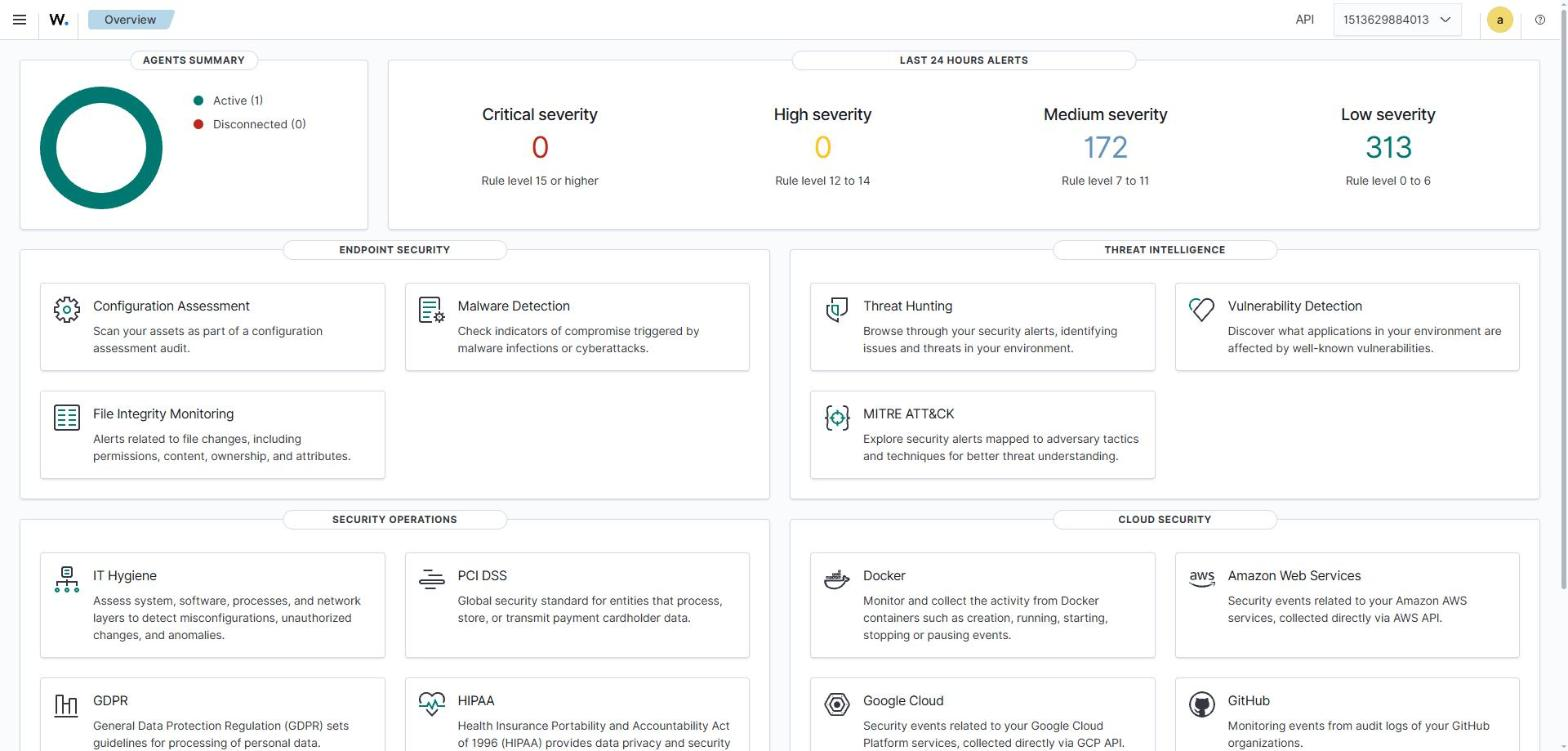 W.
Overview
API
1513629884013
a
AGENTS SUMMARY
Active (1)
Disconnected (0)
LAST 24 HOURS ALERTS
Critical severity
0
Rule level 15 or higher
High severity
0
Rule level 12 to 14
Medium severity
172
Rule level 7 to 11
Low severity
313
Rule level 0 to 6
ENDPOINT SECURITY
Configuration Assessment
Scan your assets as part of a configuration
assessment audit.
Malware Detection
Check indicators of compromise triggered by
malware infections or cyberattacks.
File Integrity Monitoring
Alerts related to file changes, including
permissions, content, ownership, and attributes.
THREAT INTELLIGENCE
Threat Hunting
Browse through your security alerts, identifying
issues and threats in your environment.
Vulnerability Detection
Discover what applications in your environment are
affected by well-known vulnerabilities.
MITRE ATT&CK
Explore security alerts mapped to adversary tactics
and techniques for better threat understanding.
SECURITY OPERATIONS
IT Hygiene
Assess system, software, processes, and network
layers to detect misconfigurations, unauthorized
changes, and anomalies.
PCI DSS
Global security standard for entities that process,
store, or transmit payment cardholder data.
GDPR
General Data Protection Regulation (GDPR) sets
guidelines for processing of personal data.
HIPAA
Health Insurance Portability and Accountability Act
of 1996 (HIPAA) provides data privacy and security
CLOUD SECURITY
Docker
Monitor and collect the activity from Docker
containers such as creation, running, starting,
stopping or pausing events.
aws
Amazon Web Services
Security events related to your Amazon AWS
services, collected directly via AWS API.
Google Cloud
Security events related to your Google Cloud
Platform services, collected directly via GCP API.
GitHub
Monitoring events from audit logs of your GitHub
organizations.